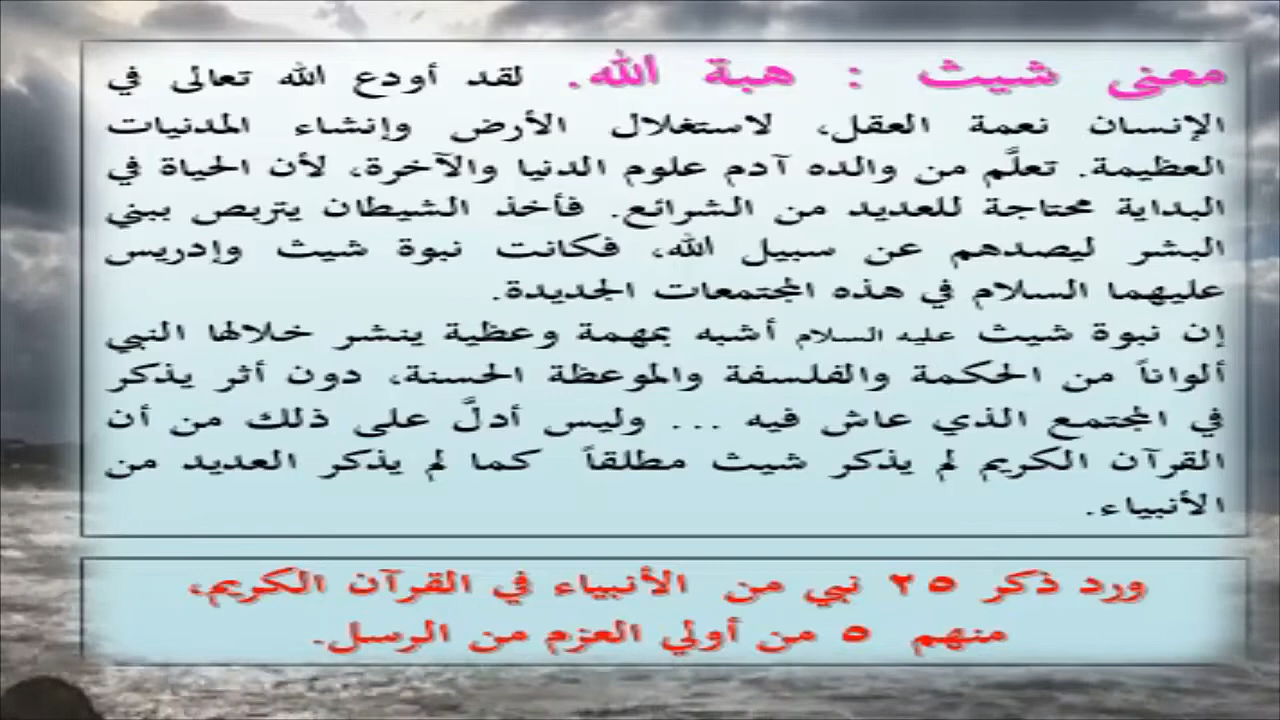 معنى شيث : هبة الله. لقد أودع الله تعالى في
الإنسان نعمة العقل، لاستغلال الأرض وإنشاء المدنيات
العظيمة. تعلَّم من والده آدم علوم الدنيا والآخرة، لأن الحياة في
البداية محتاجة للعديد من الشرائع. فأخذ الشيطان يتربص ببني
البشر ليصدهم عن سبيل الله، فكانت نبوة شيث وإدريس
عليهما السلام في هذه المجتمعات الجديدة.
إن نبوة شيث عليه السلام أشبه بمهمة وعظية ينشر خلالها النبي
ألواناً من الحكمة والفلسفة والموعظة الحسنة، دون أثر يذكر
في المجتمع الذي عاش فيه ... وليس أدلَّ على ذلك من أن
القرآن الكريم لم يذكر شيث مطلقاً كما لم يذكر العديد من
الأنبياء.
ورد ذكر ٢٥ نبي من الأنبياء في القرآن الكريم،
منهم ٥ من أولي العزم من الرسل.